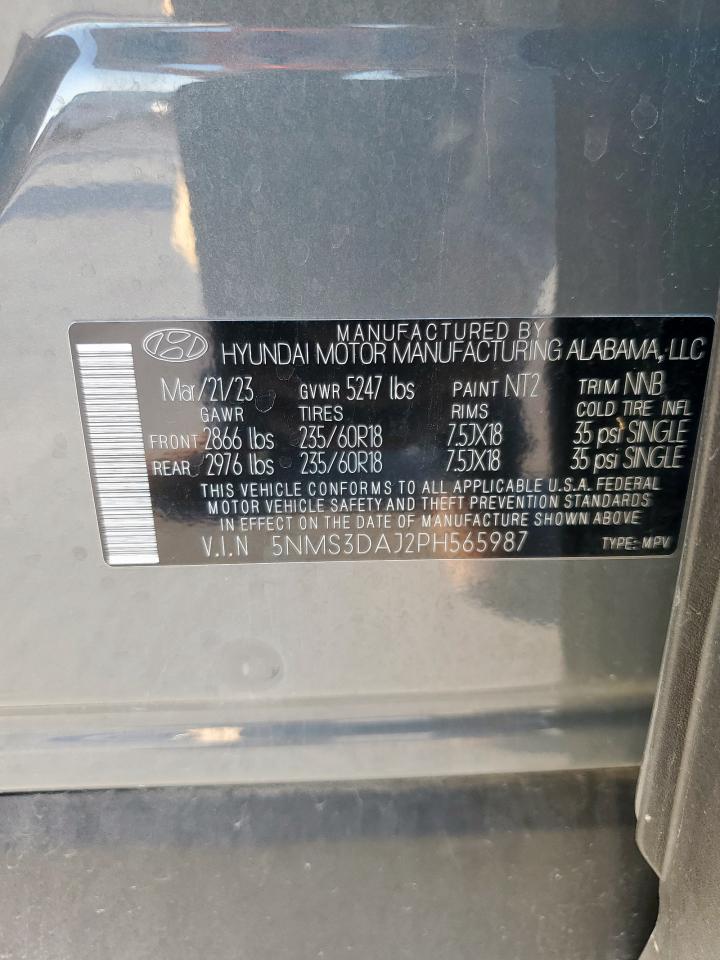 MANUFACTURED BY
HYUNDAI MOTOR MANUFACTURING ALABAMA, LLC
Mar/21/23 GVWR 5247 lbs PAINT NT2 TRIM NNB
GAWR TIRES RIMS COLD TIRE INFL
FRONT 2866 lbs 235/60R18 7.5JX18 35 psi SINGLE
REAR 2976 lbs 235/60R18 7.5JX18 35 psi SINGLE
THIS VEHICLE CONFORMS TO ALL APPLICABLE U.S.A. FEDERAL
MOTOR VEHICLE SAFETY AND THEFT PREVENTION STANDARDS
IN EFFECT ON THE DATE OF MANUFACTURE SHOWN ABOVE
V.I.N 5NMS3DAJ2PH565987 TYPE: MPV